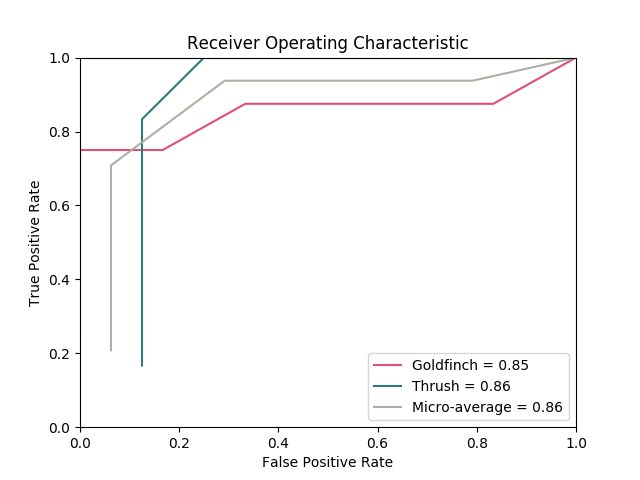 Receiver Operating Characteristic
True Positive Rate
1.0
0.8
0.6
0.4
0.2
0.0
Goldfinch = 0.85
Thrush = 0.86
Micro-average = 0.86
0.0 0.2 0.4 0.6 0.8 1.0
False Positive Rate